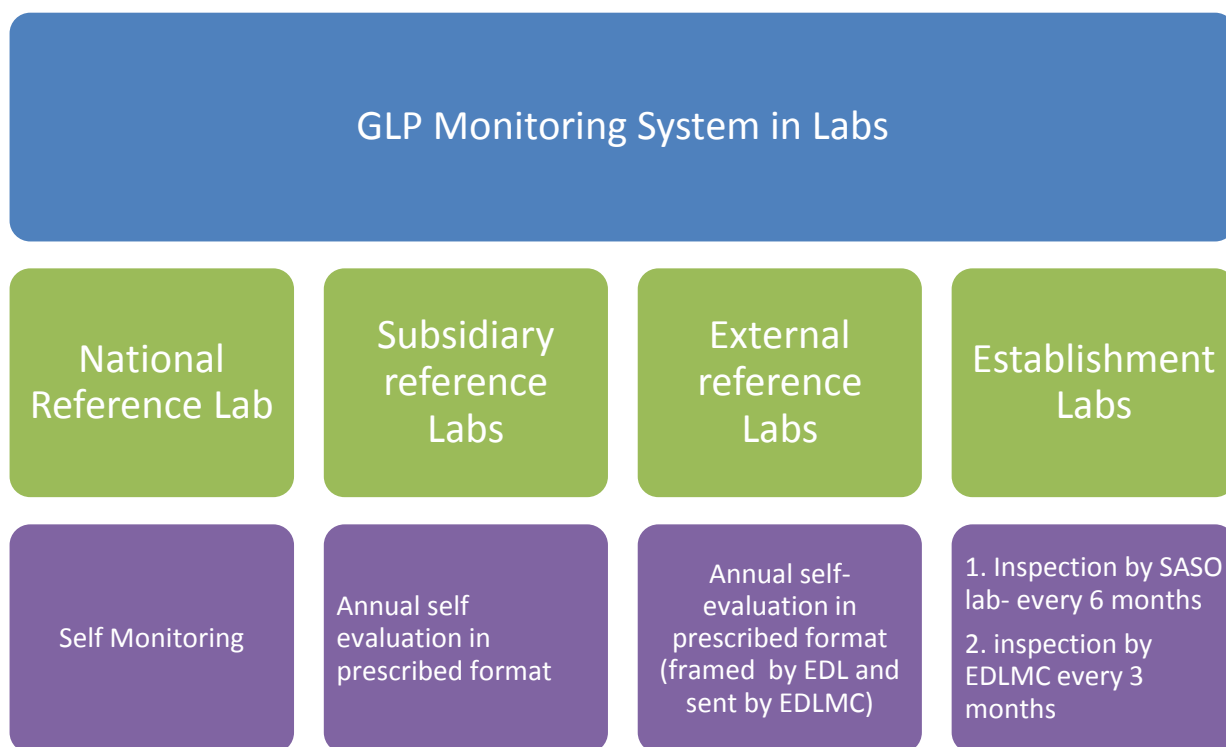 GLP Monitoring System in Labs
National
Reference Lab
Subsidiary
reference
Labs
External
reference
Labs
Establishment
Labs
Self Monitoring
Annual self
evaluation in
prescribed format
Annual self-
evaluation in
prescribed format
(framed by EDL and
sent by EDLMC)
1. Inspection by SASO
lab- every 6 months
2. inspection by
EDLMC every 3
months